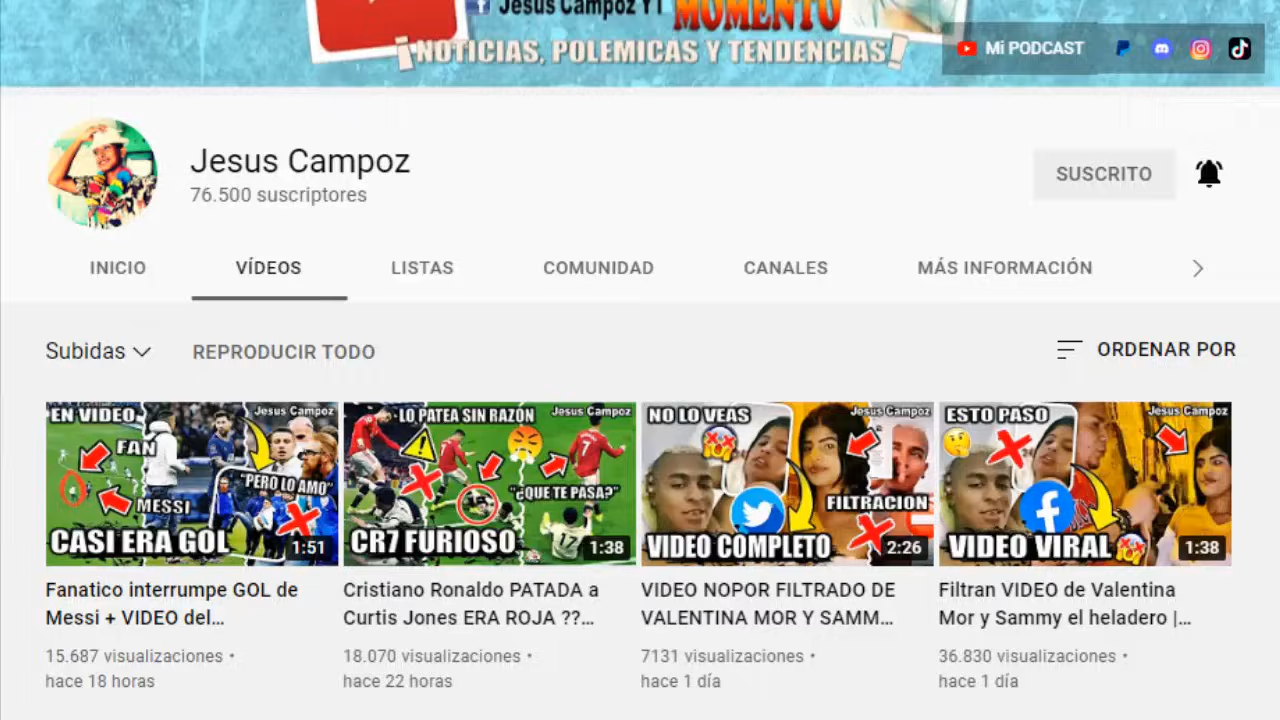 Jesus Campoz YT
MOMENTO
¡NOTICIAS, POLEMICAS Y TENDENCIAS!
Mi PODCAST
Jesus Campoz
76.500 suscriptores
SUSCRITO
INICIO
VÍDEOS
LISTAS
COMUNIDAD
CANALES
MÁS INFORMACIÓN
Subidas
REPRODUCIR TODO
ORDENAR POR
EN VIDEO
Jesus Campoz
FAN
"PERO LO AMO"
MESSI
CASI ERA GOL
1:51
LO PATEA SIN RAZON
Jesus Campoz
7
"¿QUE TE PASA?"
CR7 FURIOSO
17
1:38
NO LO VEAS
Jesus Campoz
FILTRACION
VIDEO COMPLETO
2:26
ESTO PASO
Jesus Campoz
VIDEO VIRAL
1:38
Fanatico interrumpe GOL de
Messi + VIDEO del...
15.687 visualizaciones •
hace 18 horas
Cristiano Ronaldo PATADA a
Curtis Jones ERA ROJA ??...
18.070 visualizaciones •
hace 22 horas
VIDEO NOPOR FILTRADO DE
VALENTINA MOR Y SAMM...
7131 visualizaciones •
hace 1 día
Filtran VIDEO de Valentina
Mor y Sammy el heladero |...
36.830 visualizaciones •
hace 1 día